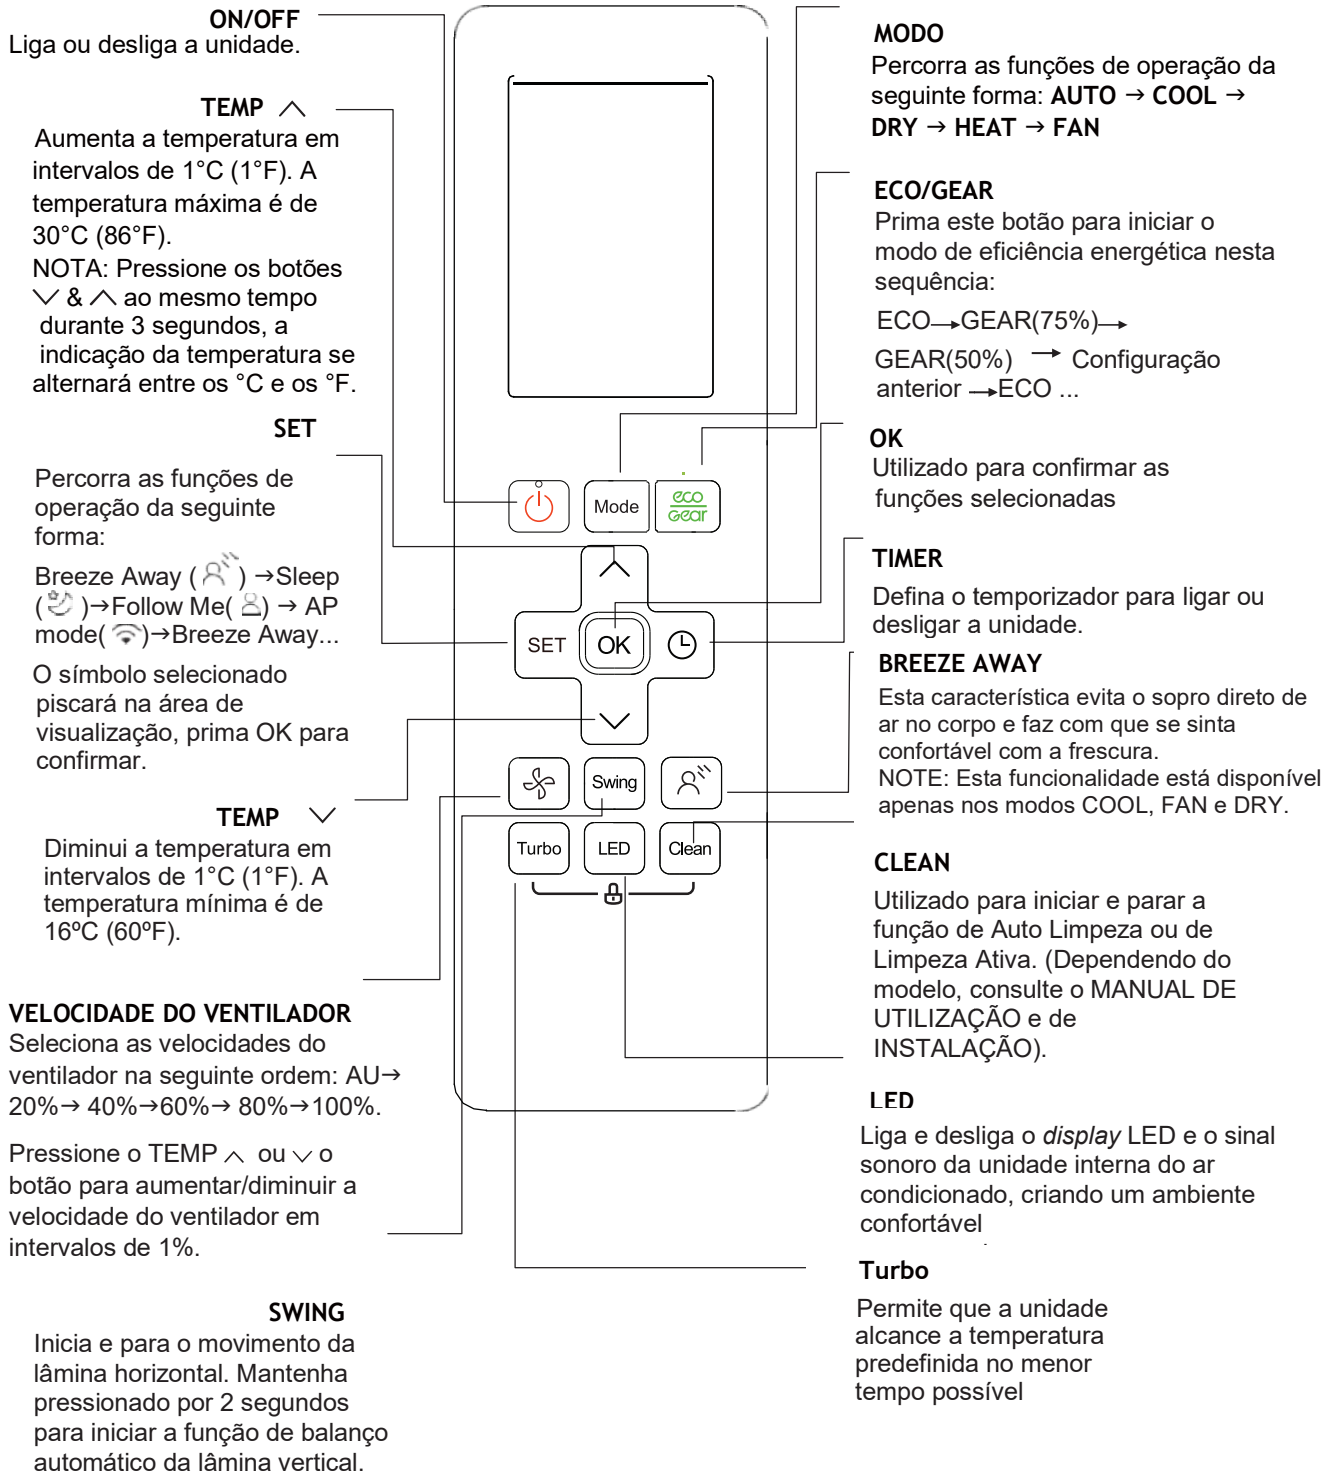 ON/OFF
Liga ou desliga a unidade.
TEMP
Aumenta a temperatura em
intervalos de 1°C (1°F). A
temperatura máxima é de
30°C (86°F).
NOTA: Pressione os botões
& ao mesmo tempo
durante 3 segundos, a
indicação da temperatura se
alternará entre os °C e os °F.
SET
Percorra as funções de
operação da seguinte
forma:
Breeze Away ( ) →Sleep
( )→Follow Me( ) → AP
mode( )→Breeze Away...
O símbolo selecionado
piscará na área de
visualização, prima OK para
confirmar.
TEMP
Diminui a temperatura em
intervalos de 1°C (1°F). A
temperatura mínima é de
16ºC (60ºF).
VELOCIDADE DO VENTILADOR
Seleciona as velocidades do
ventilador na seguinte ordem: AU→
20%→ 40%→60%→ 80%→100%.
Pressione o TEMP ou o
botão para aumentar/diminuir a
velocidade do ventilador em
intervalos de 1%.
SWING
Inicia e para o movimento da
lâmina horizontal. Mantenha
pressionado por 2 segundos
para iniciar a função de balanço
automático da lâmina vertical.
Mode
eco
Gear
SET
OK
Swing
Turbo
LED
Clean
MODO
Percorra as funções de operação da
seguinte forma: AUTO → COOL →
DRY → HEAT → FAN
ECO/GEAR
Prima este botão para iniciar o
modo de eficiência energética nesta
sequência:
ECO→GEAR(75%)→
GEAR(50%) → Configuração
anterior →ECO ...
OK
Utilizado para confirmar as
funções selecionadas
TIMER
Defina o temporizador para ligar ou
desligar a unidade.
BREEZE AWAY
Esta característica evita o sopro direto de
ar no corpo e faz com que se sinta
confortável com a frescura.
NOTE: Esta funcionalidade está disponível
apenas nos modos COOL, FAN e DRY.
CLEAN
Utilizado para iniciar e parar a
função de Auto Limpeza ou de
Limpeza Ativa. (Dependendo do
modelo, consulte o MANUAL DE
UTILIZAÇÃO e de
INSTALAÇÃO).
LED
Liga e desliga o display LED e o sinal
sonoro da unidade interna do ar
condicionado, criando um ambiente
confortável
Turbo
Permite que a unidade
alcance a temperatura
predefinida no menor
tempo possível